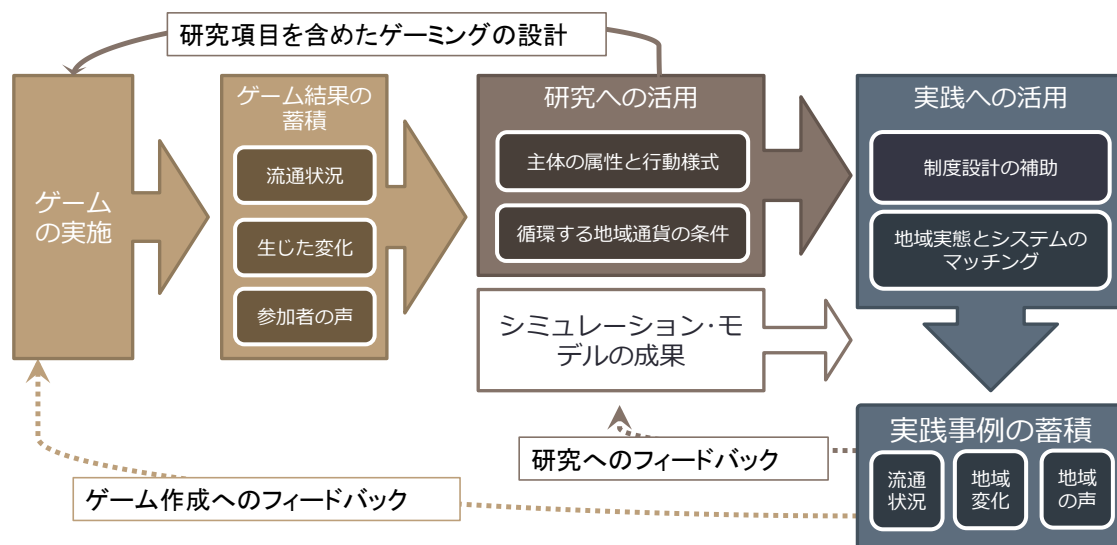 研究項目を含めたゲーミングの設計
ゲーム
の実施
ゲーム結果の
蓄積
流通状況
生じた変化
参加者の声
研究への活用
主体の属性と行動様式
循環する地域通貨の条件
シミュレーション・モ
デルの成果
実践への活用
制度設計の補助
地域実態とシステムの
マッチング
実践事例の蓄積
流通
状況
地域
変化
地域
の声
研究へのフィードバック
ゲーム作成へのフィードバック